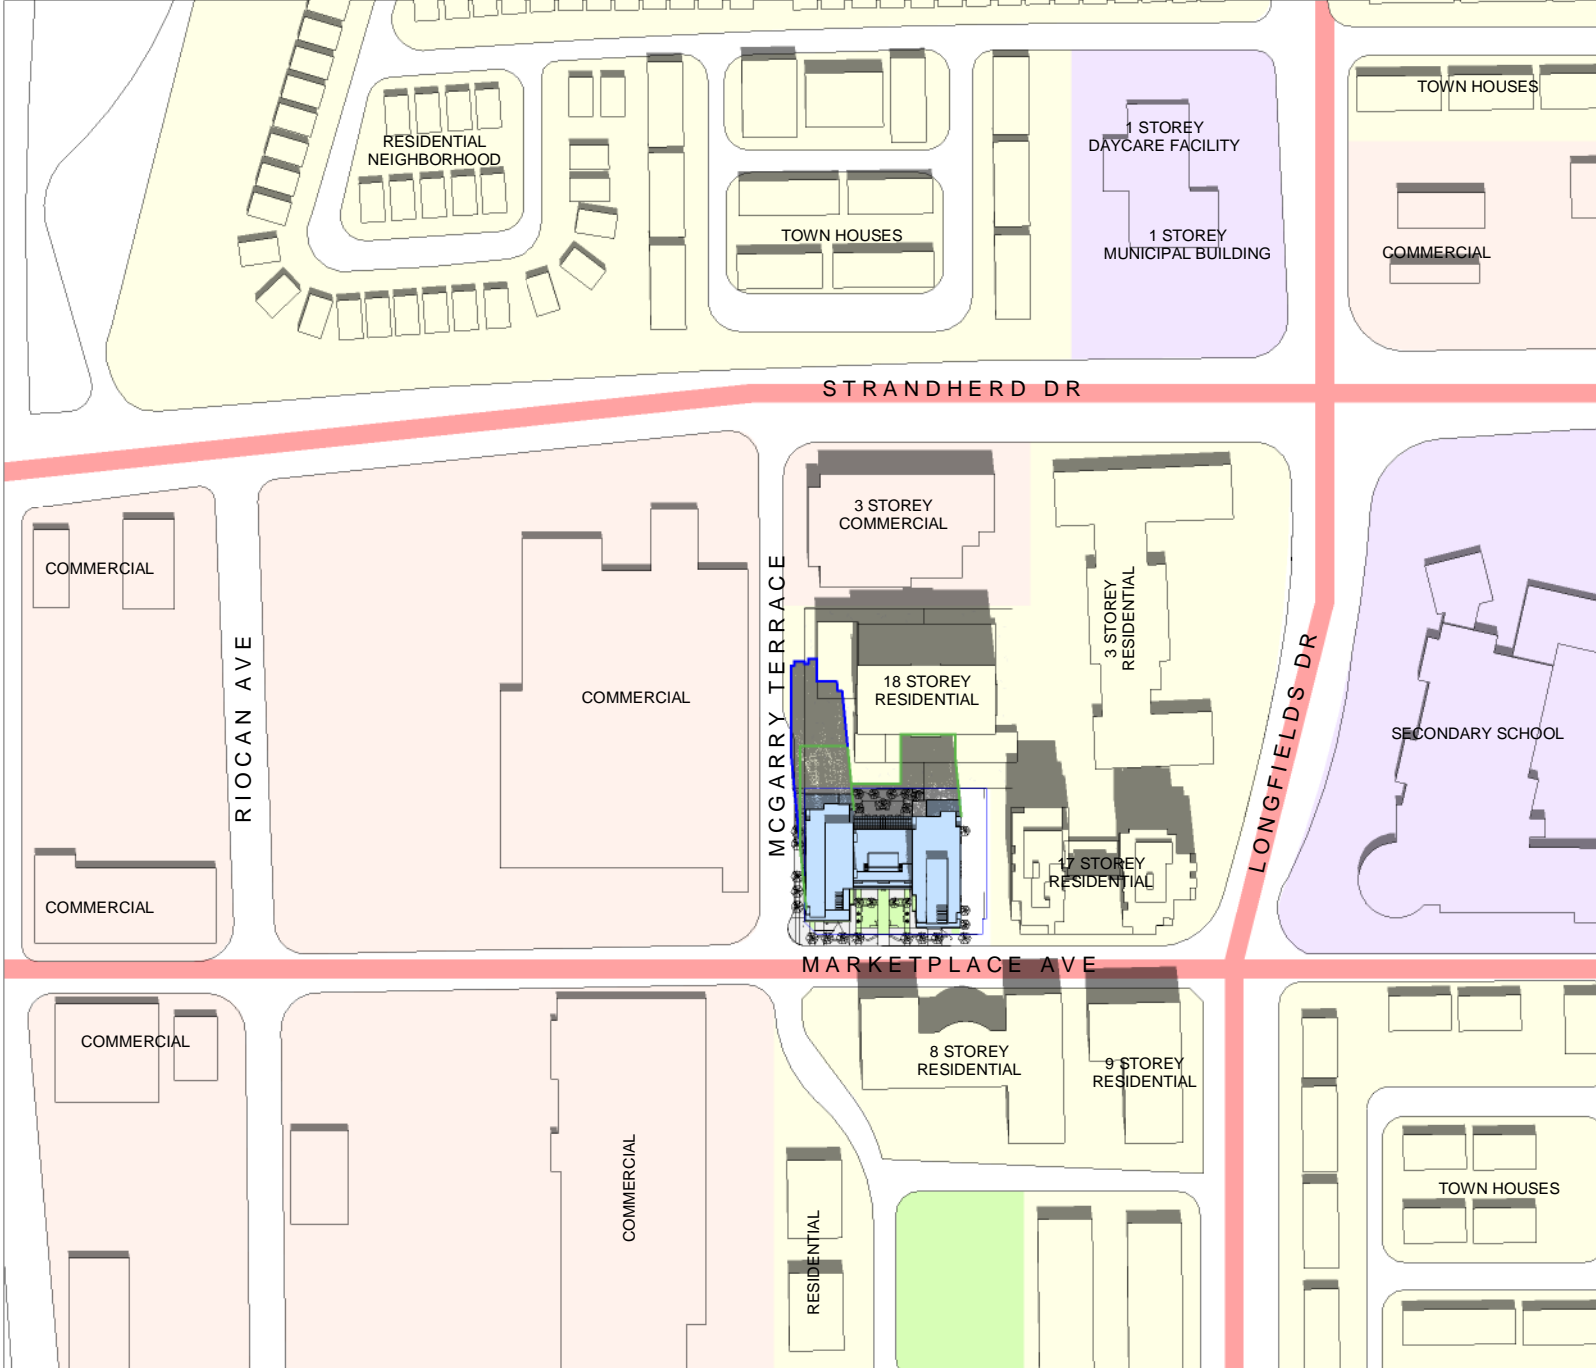 TOWN HOUSES
1 STOREY
DAYCARE FACILITY
RESIDENTIAL
NEIGHBORHOOD
TOWN HOUSES
1 STOREY
MUNICIPAL BUILDING
COMMERCIAL
STRANDHERD DR
3 STOREY
COMMERCIAL
COMMERCIAL
MCGARRY TERRACE
3 STOREY
RESIDENTIAL
RIOCAN AVE
COMMERCIAL
18 STOREY
RESIDENTIAL
LONGFIELDS DR
SECONDARY SCHOOL
17 STOREY
RESIDENTIAL
COMMERCIAL
MARKETPLACE AVE
COMMERCIAL
8 STOREY
RESIDENTIAL
9 STOREY
RESIDENTIAL
COMMERCIAL
RESIDENTIAL
TOWN HOUSES